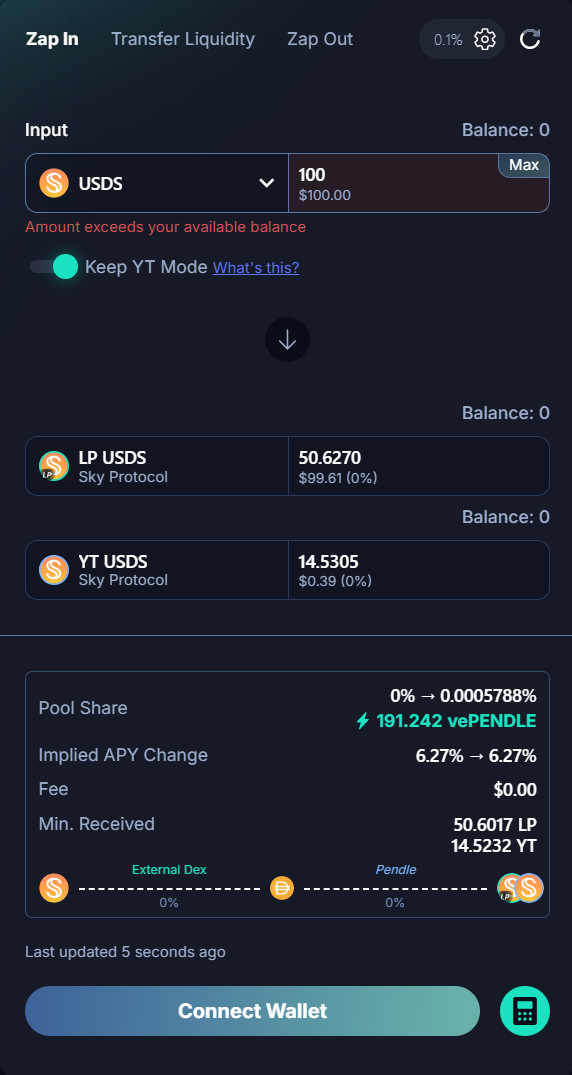 Zap In Transfer Liquidity Zap Out 0.1%
Input Balance: 0
USDS 100 Max
$100.00
Amount exceeds your available balance
Keep YT Mode What's this?
Balance: 0
LP USDS 50.6270
Sky Protocol $99.61 (0%)
LP
Balance: 0
YT USDS 14.5305
Sky Protocol $0.39 (0%)
Pool Share 0% → 0.0005788%
191.242 vePENDLE
Implied APY Change 6.27% → 6.27%
Fee $0.00
Min. Received 50.6017 LP
14.5232 YT
External Dex Pendle
LP
0% 0%
Last updated 5 seconds ago
Connect Wallet